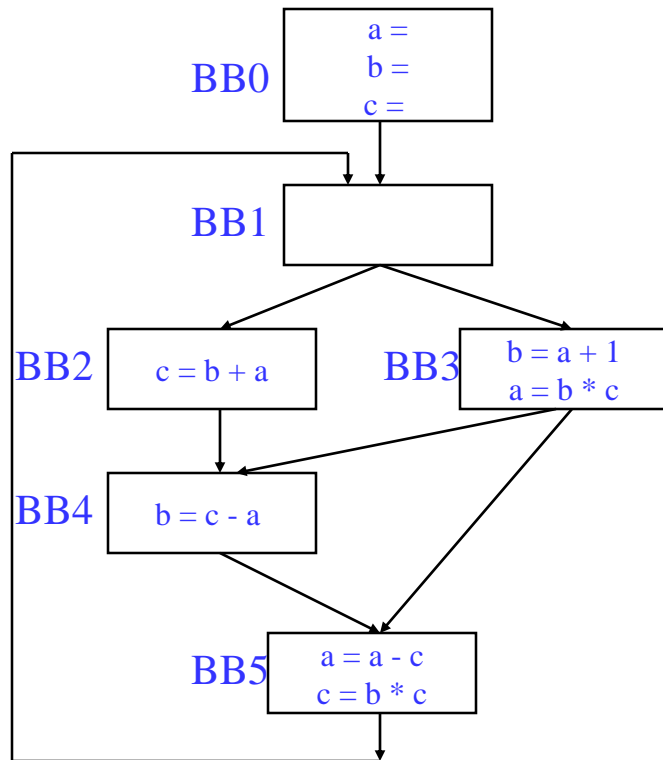 BB0
a =
b =
c =
BB1
BB2
c = b + a
BB3
b = a + 1
a = b * c
BB4
b = c - a
BB5
a = a - c
c = b * c